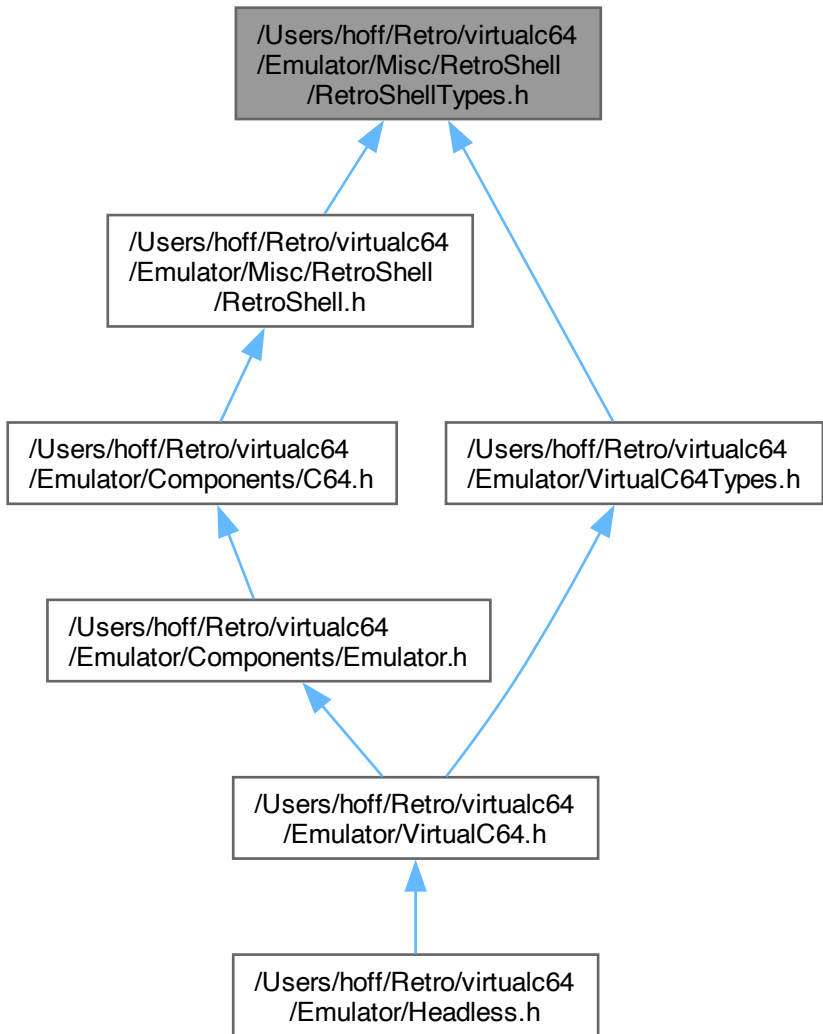 /Users/hoff/Retro/virtualc64
/Emulator/Misc/RetroShell
/RetroShellTypes.h
/Users/hoff/Retro/virtualc64
/Emulator/Misc/RetroShell
/RetroShell.h
/Users/hoff/Retro/virtualc64
/Emulator/Components/C64.h
/Users/hoff/Retro/virtualc64
/Emulator/VirtualC64Types.h
/Users/hoff/Retro/virtualc64
/Emulator/Components/Emulator.h
/Users/hoff/Retro/virtualc64
/Emulator/VirtualC64.h
/Users/hoff/Retro/virtualc64
/Emulator/Headless.h